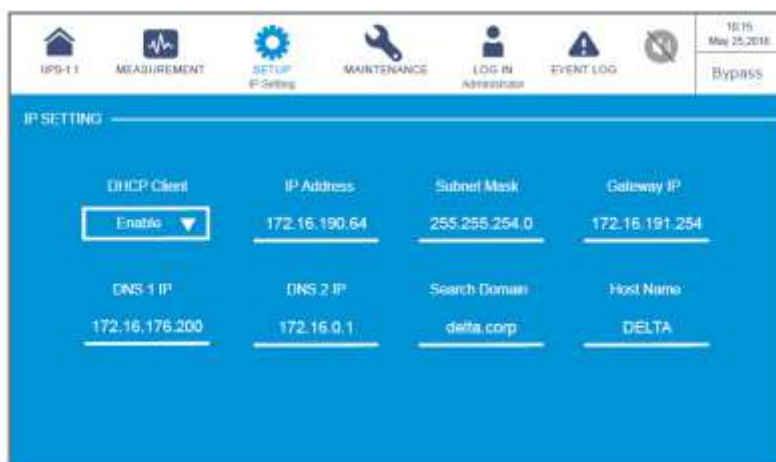 UPS-1.1 MEASUREMENT SETUP MAINTENANCE LOG IN EVENT LOG 10:15
IP Setting Administrator May 25,2018
Bypass
IP SETTING
DHCP Client IP Address Subnet Mask Gateway IP
Enable 172.16.190.64 255.255.254.0 172.16.191.254
DNS 1 IP DNS 2 IP Search Domain Host Name
172.16.176.200 172.16.0.1 delta.corp DELTA